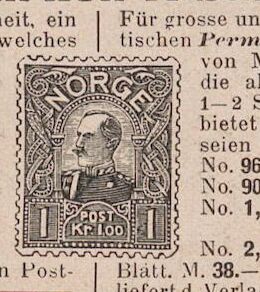 heit, ein
welches
Für grosse un
tischen Perm
von M
die al
1—2 S
bietet
seien
No. 96
No. 90
No. 1,
No. 2,
NORGE
1 POST 1
Kr 1.00
n Post-
Blätt. M. 38.—
liefert d. Verla